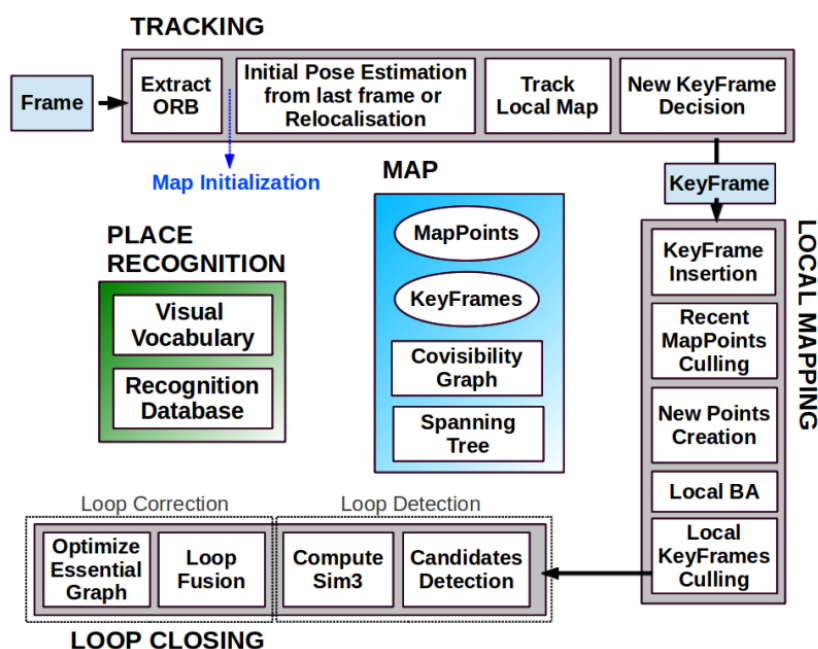 TRACKING
Frame
Extract
ORB
Initial Pose Estimation
from last frame or
Relocalisation
Track
Local Map
New KeyFrame
Decision
Map Initialization
MAP
KeyFrame
MapPoints
KeyFrames
Covisibility
Graph
Spanning
Tree
PLACE
RECOGNITION
Visual
Vocabulary
Recognition
Database
LOCAL MAPPING
KeyFrame
Insertion
Recent
MapPoints
Culling
New Points
Creation
Local BA
Local
KeyFrames
Culling
Loop Correction
Loop Detection
Optimize
Essential
Graph
Loop
Fusion
Compute
Sim3
Candidates
Detection
LOOP CLOSING